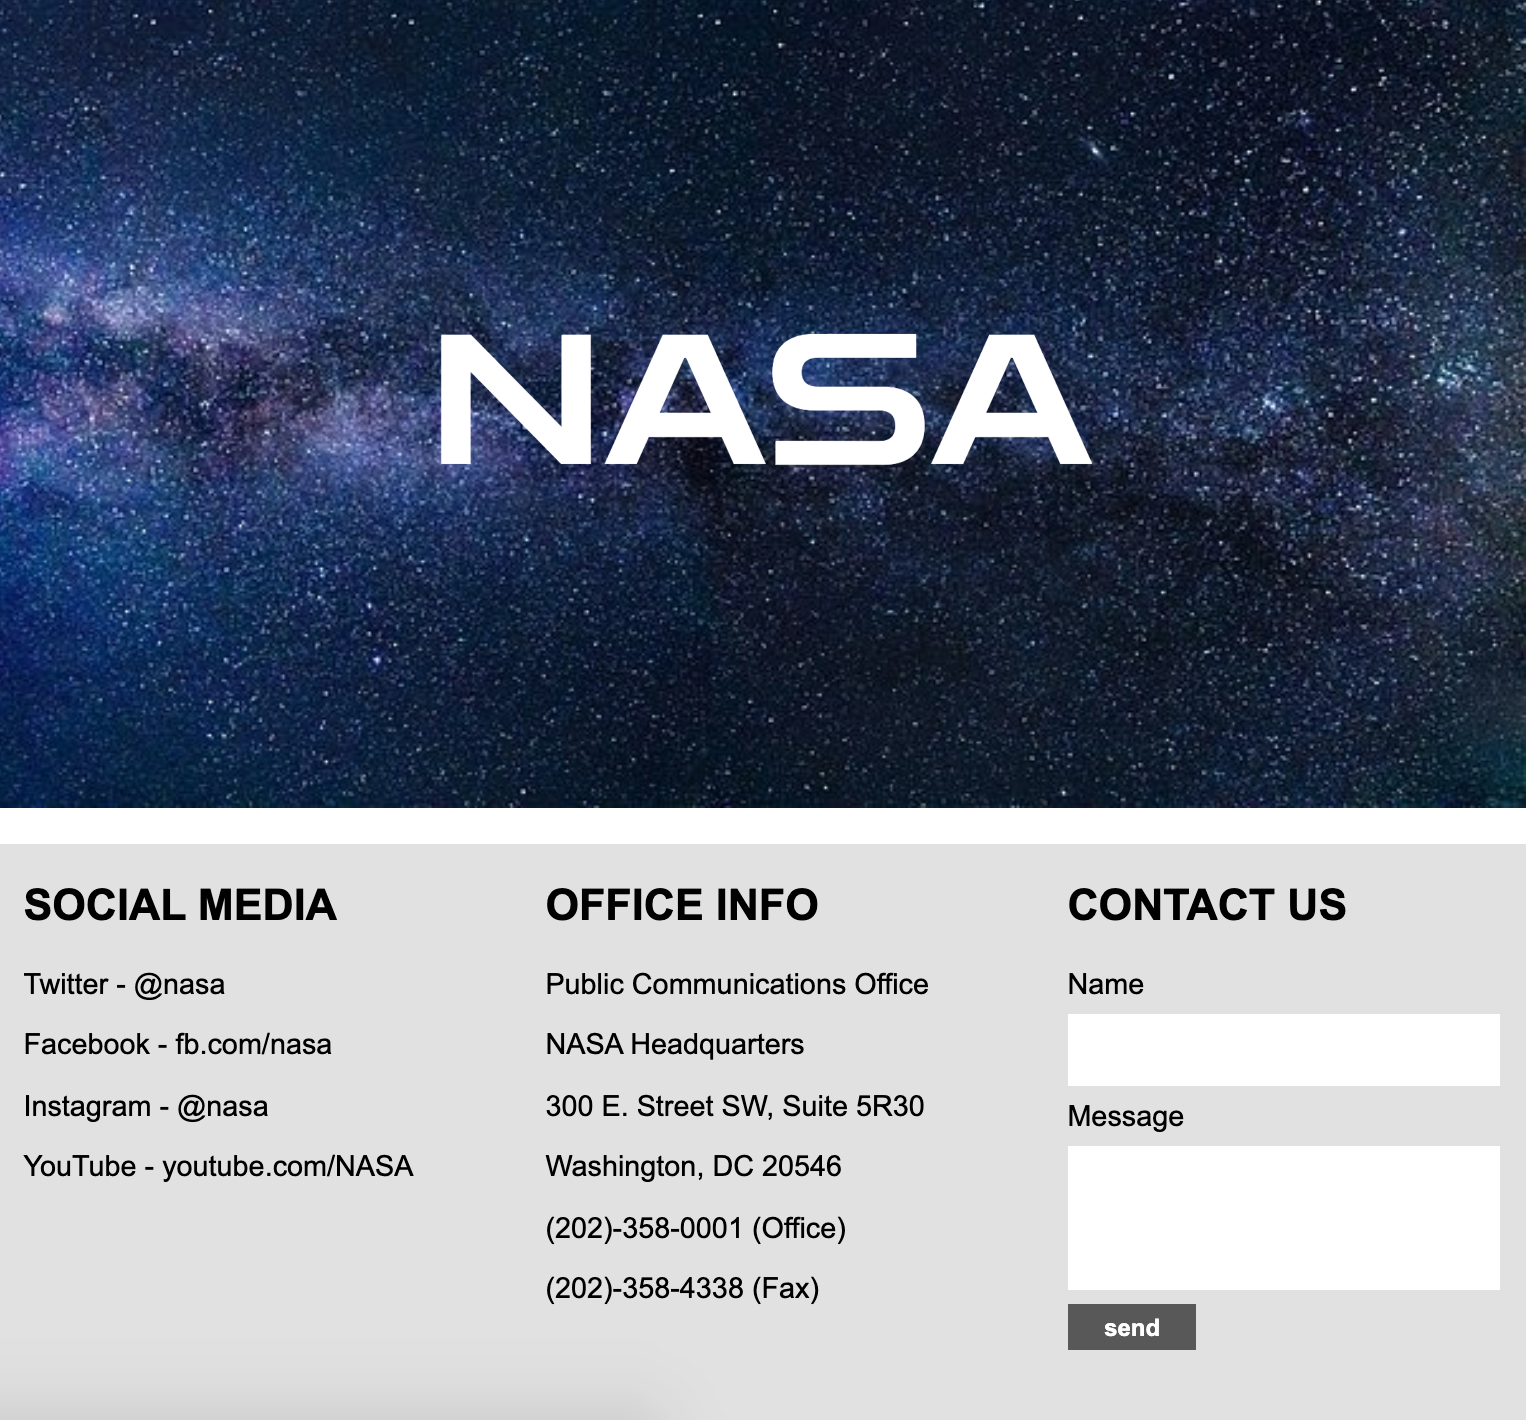 NASA
SOCIAL MEDIA
Twitter - @nasa
Facebook - fb.com/nasa
Instagram - @nasa
YouTube - youtube.com/NASA
OFFICE INFO
Public Communications Office
NASA Headquarters
300 E. Street SW, Suite 5R30
Washington, DC 20546
(202)-358-0001 (Office)
(202)-358-4338 (Fax)
CONTACT US
Name
Message
send